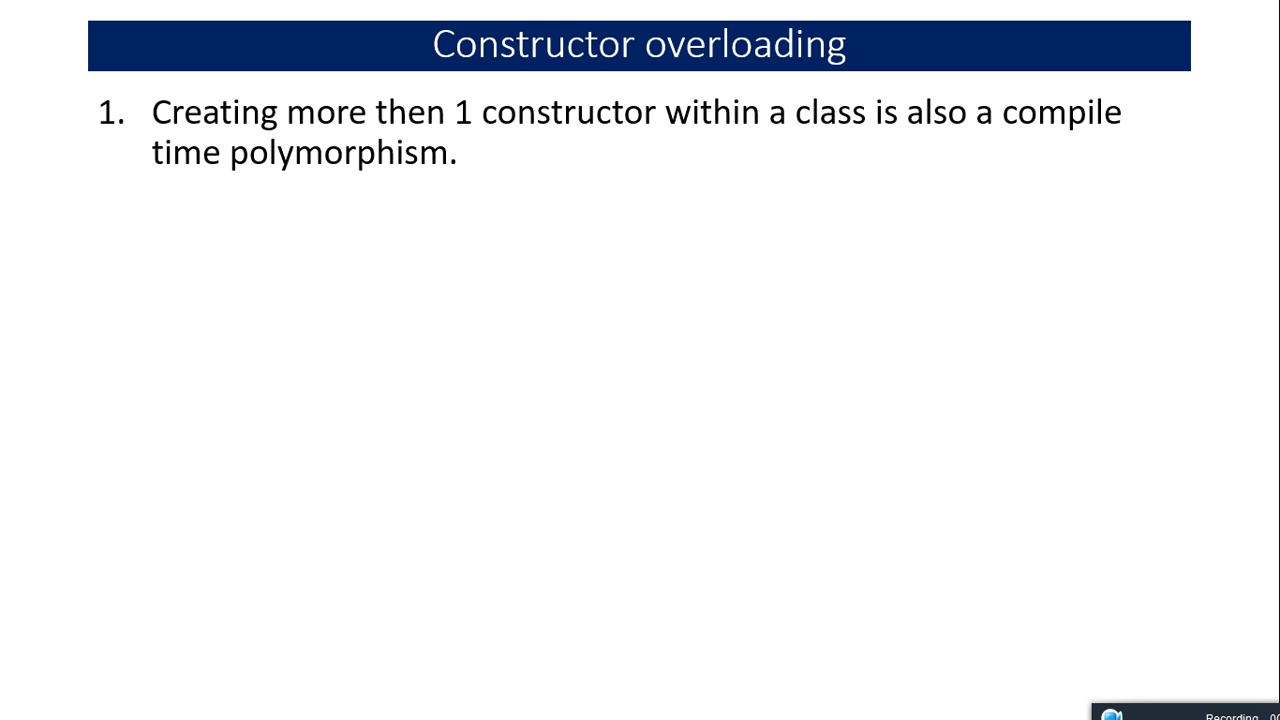 Constructor overloading
1. Creating more then 1 constructor within a class is also a compile
time polymorphism.
Recording